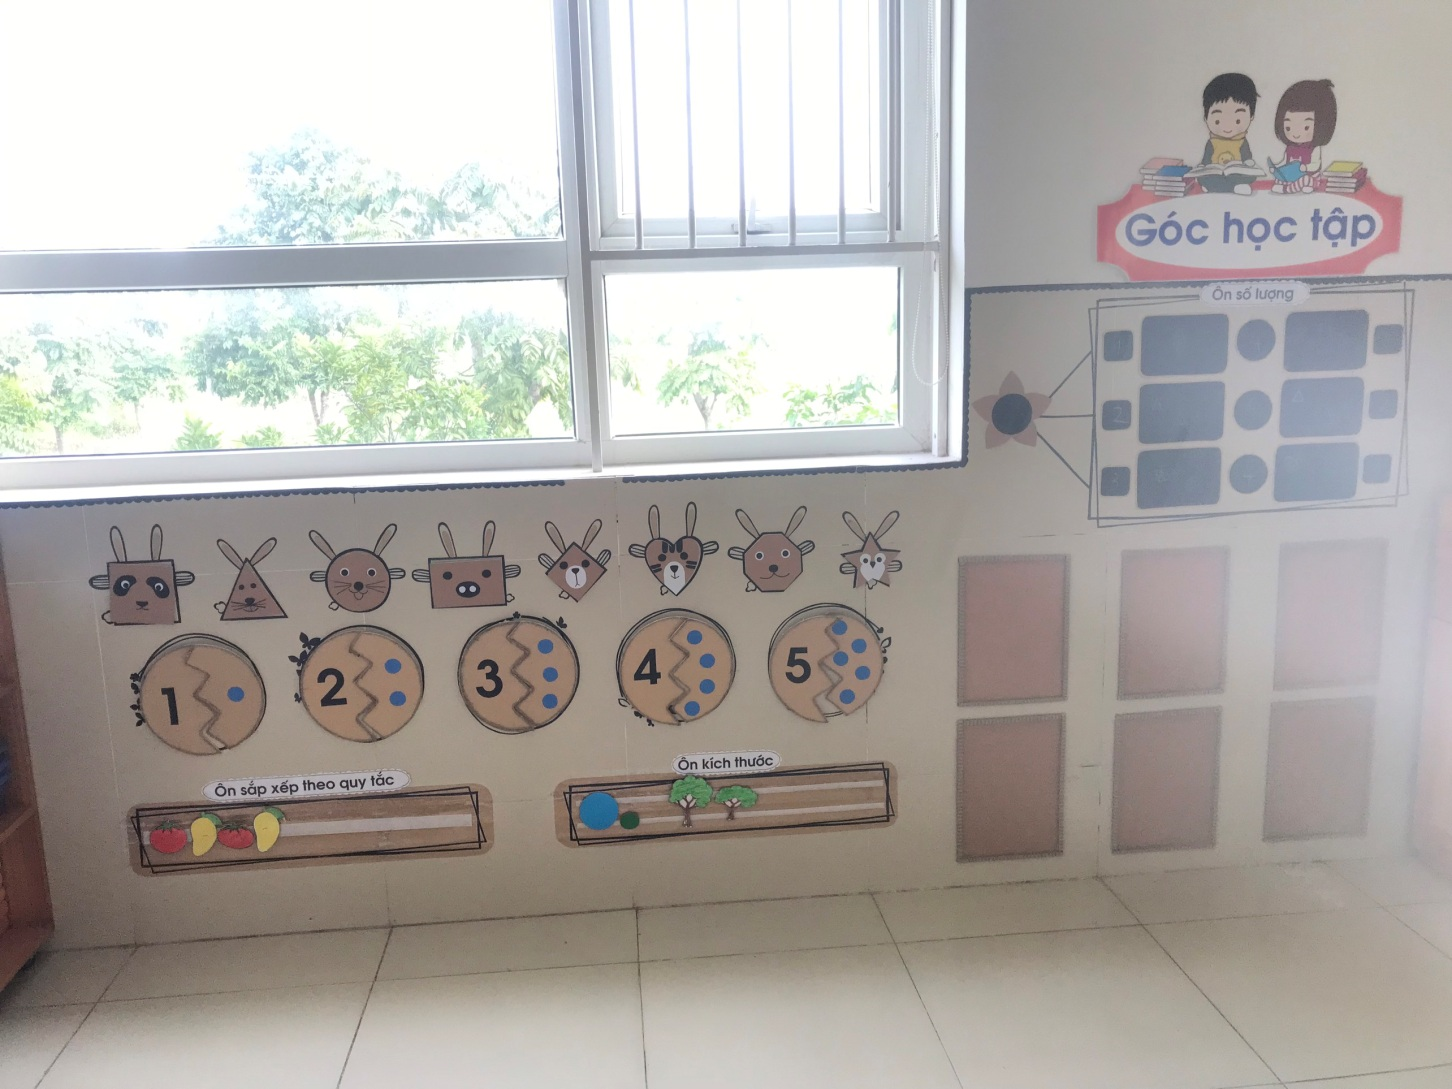 Góc học tập
Ôn số lượng
2
1 2 3 4 5
Ôn sắp xếp theo quy tắc
Ôn kích thước